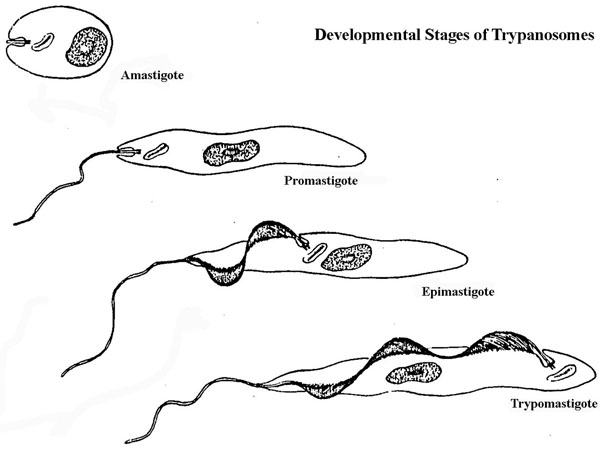 Developmental Stages of Trypanosomes
Amastigote
Promastigote
Epimastigote
Trypomastigote